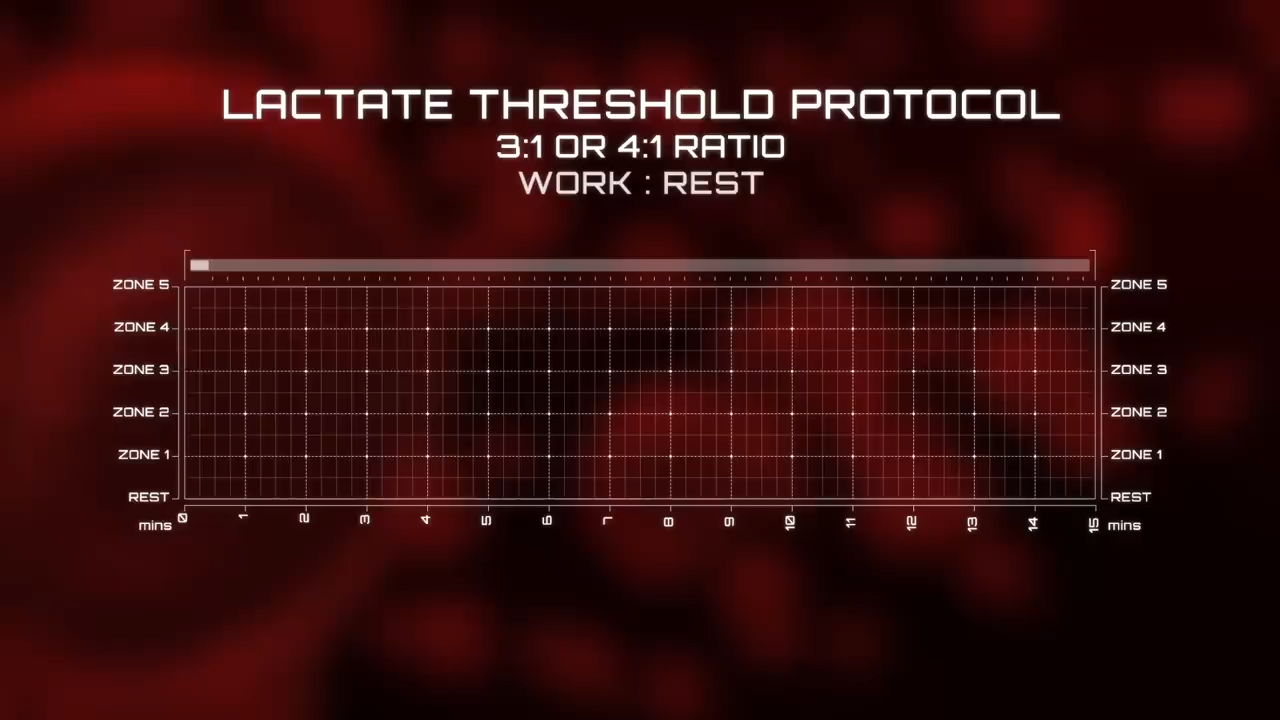 LACTATE THRESHOLD PROTOCOL
3:1 OR 4:1 RATIO
WORK : REST
ZONE 5 ZONE 5
ZONE 4 ZONE 4
ZONE 3 ZONE 3
ZONE 2 ZONE 2
ZONE 1 ZONE 1
REST REST
mins 0 1 2 3 4 5 6 7 8 9 10 11 12 13 14 15 mins